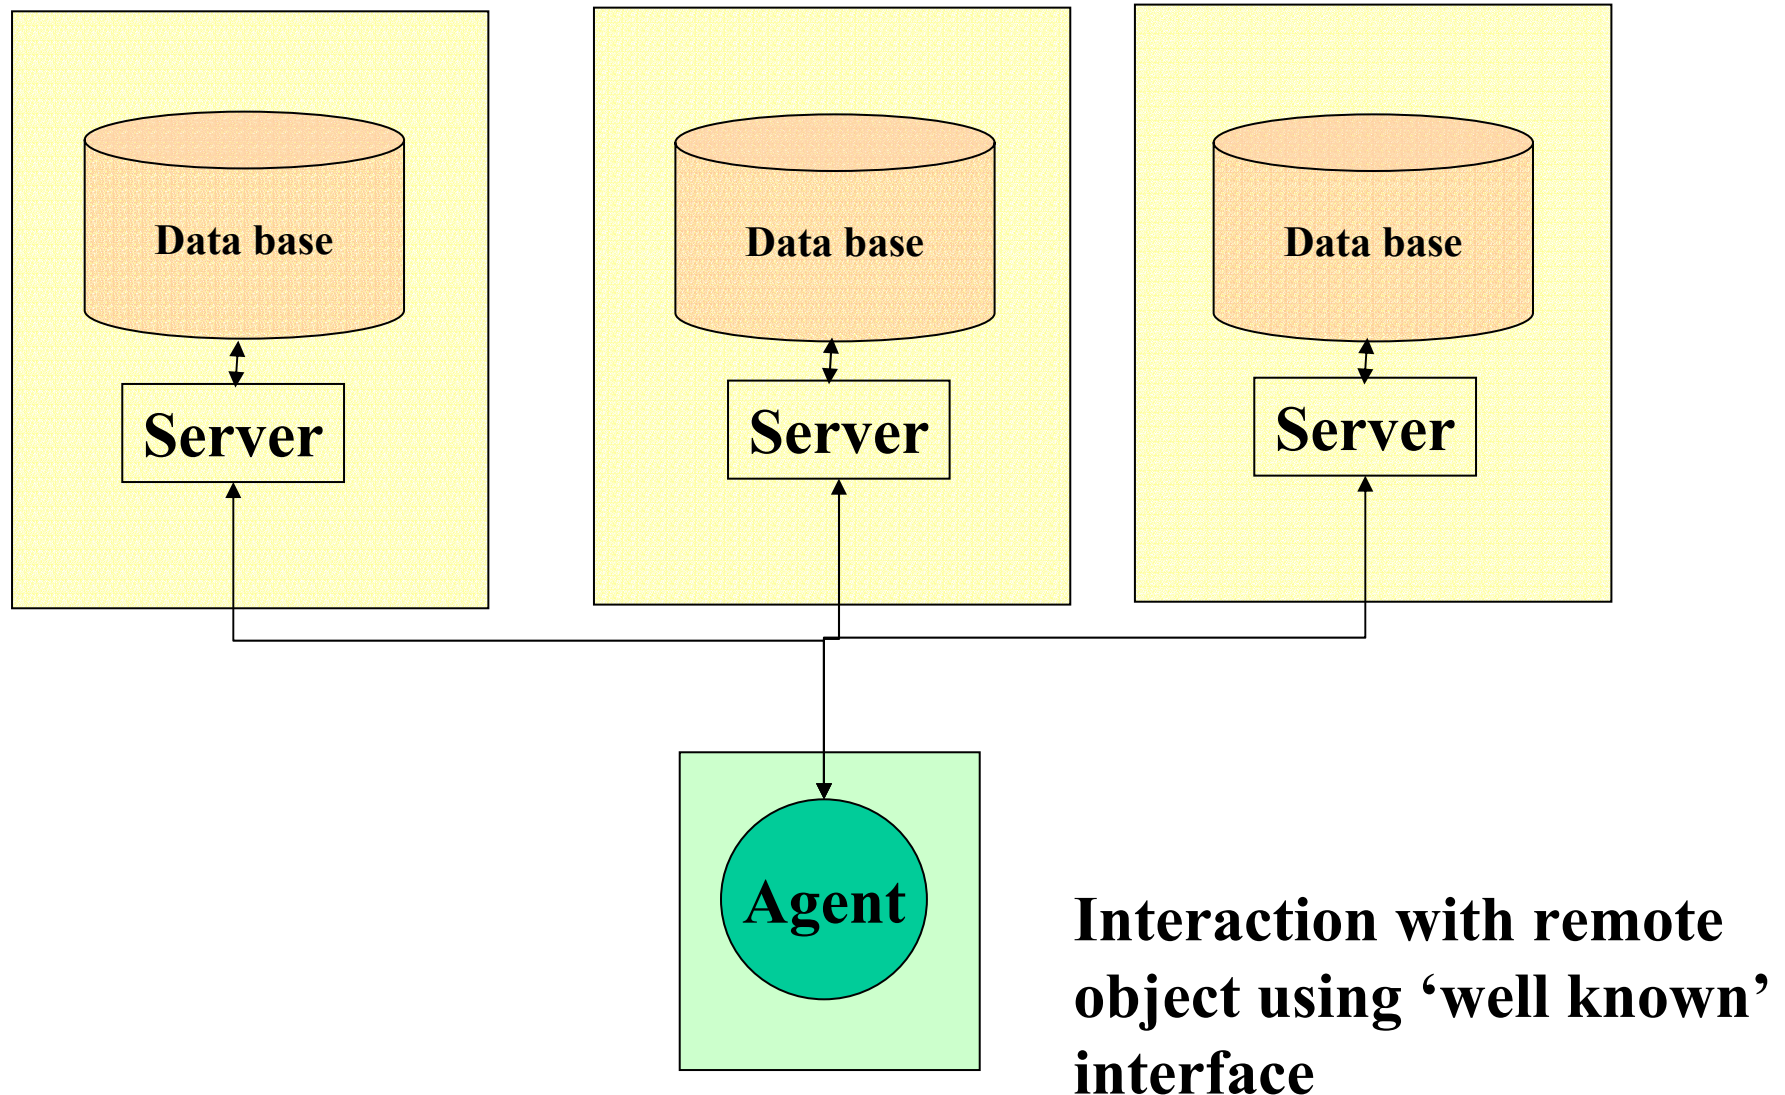 Data base
Data base
Data base
Server
Server
Server
Agent
Interaction with remote
object using ‘well known’
interface